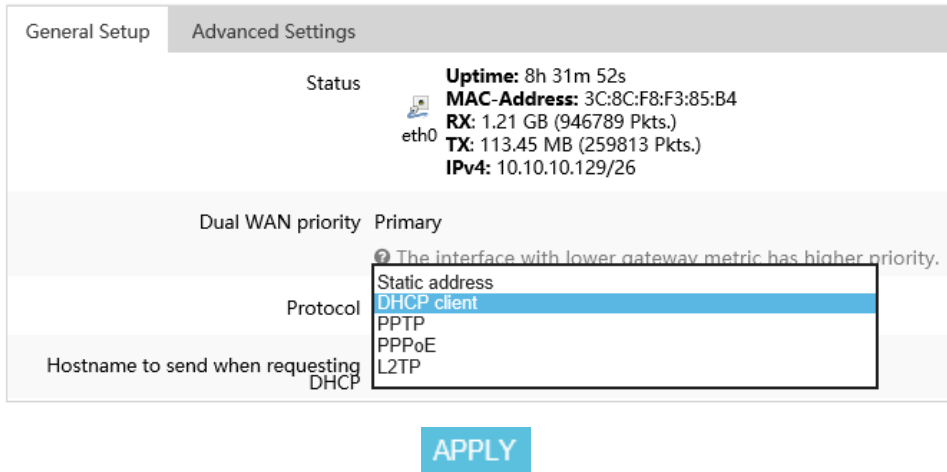 General Setup
Advanced Settings
Status
eth0
Uptime: 8h 31m 52s
MAC-Address: 3C:8C:F8:F3:85:B4
RX: 1.21 GB (946789 Pkts.)
TX: 113.45 MB (259813 Pkts.)
IPv4: 10.10.10.129/26
Dual WAN priority
Primary
The interface with lower gateway metric has higher priority.
Protocol
Static address
DHCP client
PPTP
PPPoE
L2TP
Hostname to send when requesting
DHCP
APPLY